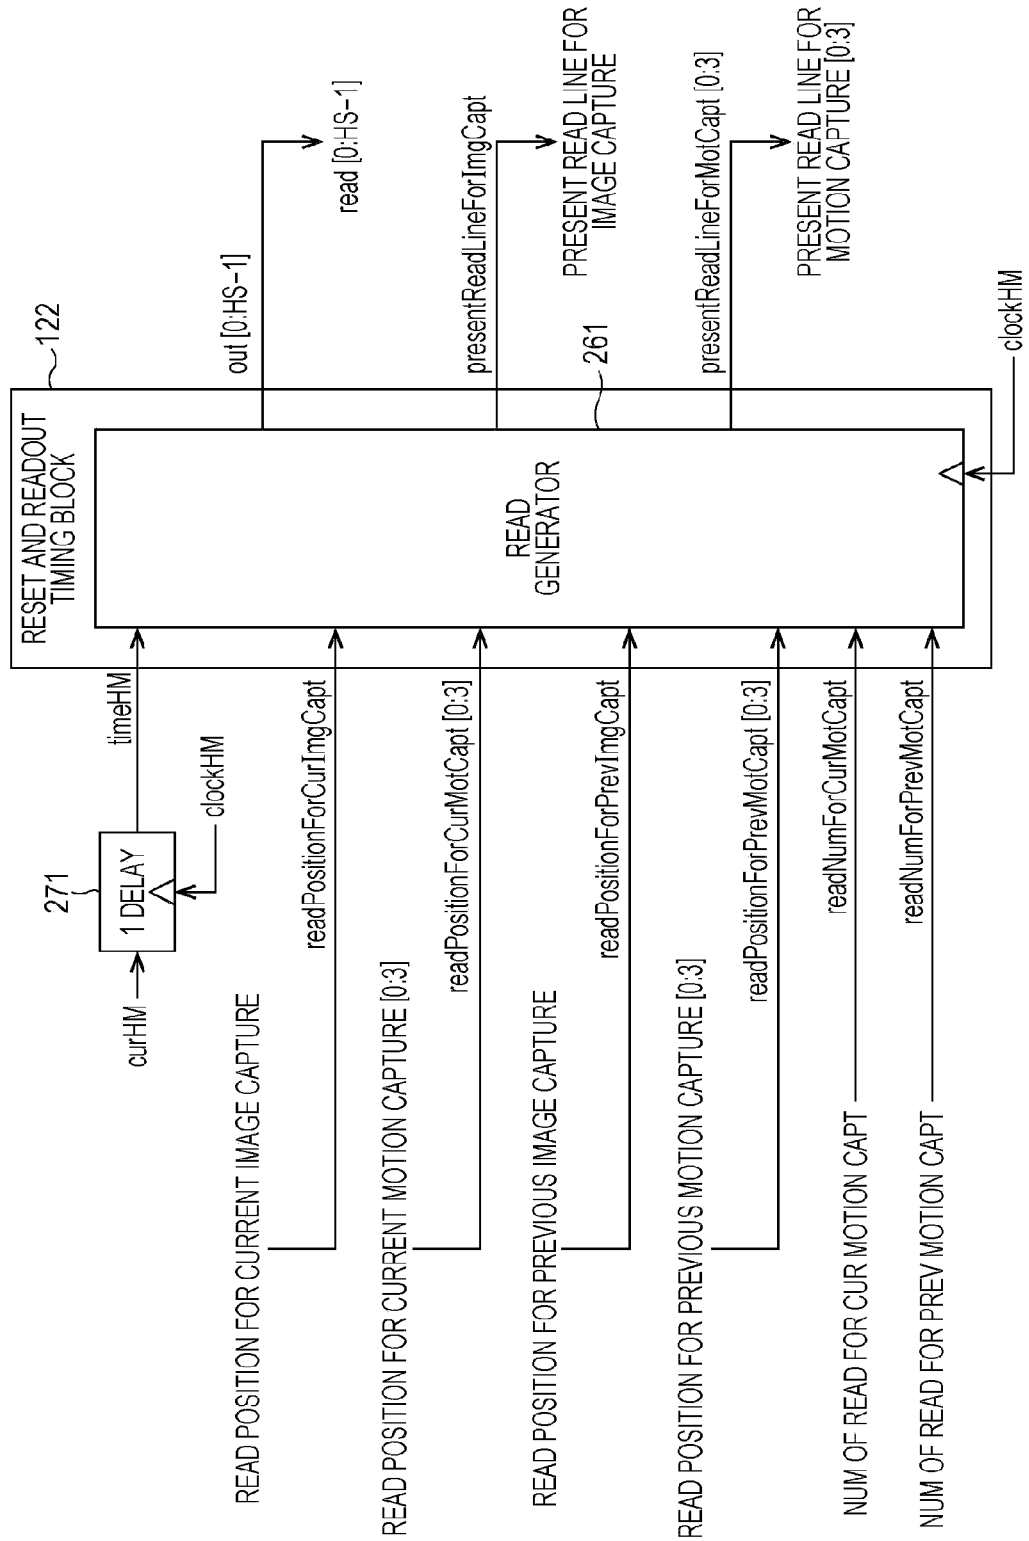 RESET AND READOUT
TIMING BLOCK
122
271
1 DELAY
curHM
timeHM
clockHM
READ POSITION FOR CURRENT IMAGE CAPTURE
readPositionForCurImgCapt
READ POSITION FOR CURRENT MOTION CAPTURE [0:3]
readPositionForCurMotCapt [0:3]
READ POSITION FOR PREVIOUS IMAGE CAPTURE
readPositionForPrevImgCapt
READ POSITION FOR PREVIOUS MOTION CAPTURE [0:3]
readPositionForPrevMotCapt [0:3]
NUM OF READ FOR CUR MOTION CAPT
readNumForCurMotCapt
NUM OF READ FOR PREV MOTION CAPT
readNumForPrevMotCapt
READ
GENERATOR
261
out [0:HS-1]
read [0:HS-1]
presentReadLineForImgCapt
PRESENT READ LINE FOR
IMAGE CAPTURE
presentReadLineForMotCapt [0:3]
PRESENT READ LINE FOR
MOTION CAPTURE [0:3]
clockHM